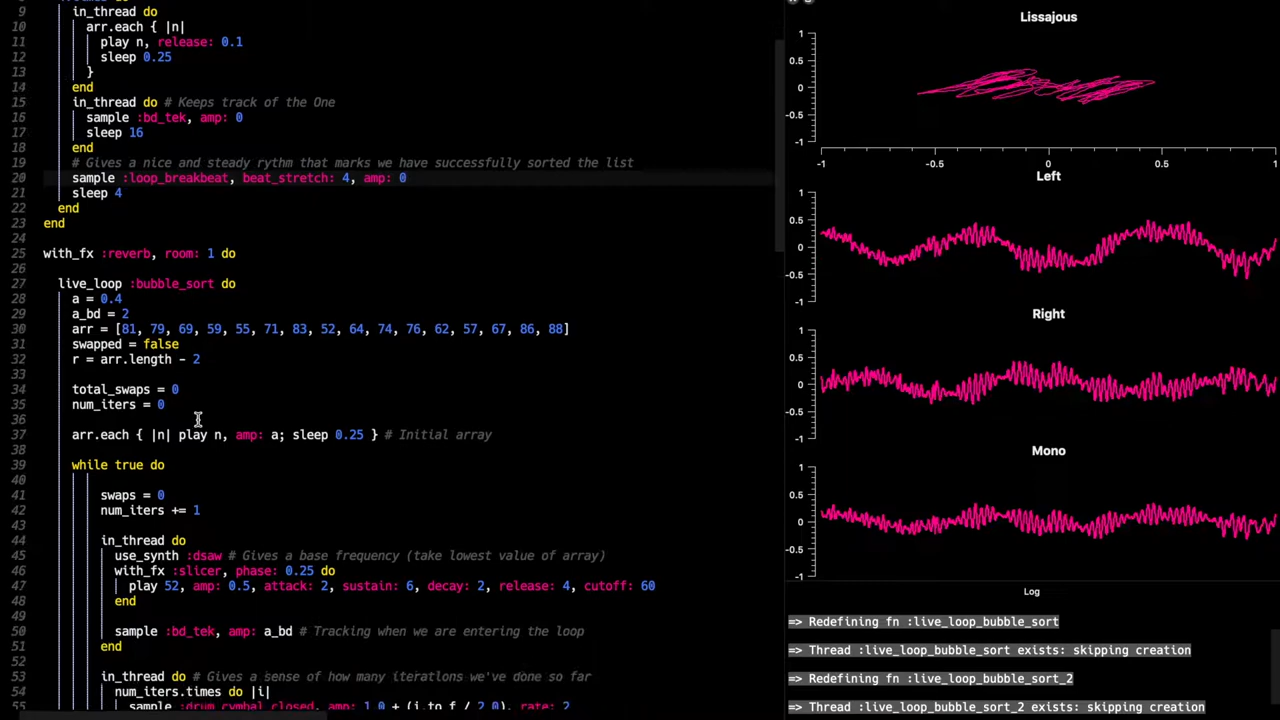 9 in_thread do
10 arr.each { |n|
11 play n, release: 0.1
12 sleep 0.25
13 }
14 end
15 in_thread do # Keeps track of the One
16 sample :bd_tek, amp: 0
17 sleep 16
18 end
19 # Gives a nice and steady rythm that marks we have successfully sorted the list
20 sample :loop_breakbeat, beat_stretch: 4, amp: 0
21 sleep 4
22 end
23 end
24
25 with_fx :reverb, room: 1 do
26
27 live_loop :bubble_sort do
28 a = 0.4
29 a_bd = 2
30 arr = [81, 79, 69, 59, 55, 71, 83, 52, 64, 74, 76, 62, 57, 67, 86, 88]
31 swapped = false
32 r = arr.length - 2
33
34 total_swaps = 0
35 num_iters = 0
36
37 arr.each { |n| play n, amp: a; sleep 0.25 } # Initial array
38
39 while true do
40
41 swaps = 0
42 num_iters += 1
43
44 in_thread do
45 use_synth :dsaw # Gives a base frequency (take lowest value of array)
46 with_fx :slicer, phase: 0.25 do
47 play 52, amp: 0.5, attack: 2, sustain: 6, decay: 2, release: 4, cutoff: 60
48 end
49
50 sample :bd_tek, amp: a_bd # Tracking when we are entering the loop
51 end
52
53 in_thread do # Gives a sense of how many iterations we've done so far
54 num_iters.times do |i|
55 sample :drum_cymbal_closed, amp: 1.0 + (i.to_f / 2.0), rate: 2
Lissajous
1
0.5
0
-0.5
-1
-1 -0.5 0 0.5 1
Left
1
0.5
0
-0.5
-1
Right
1
0.5
0
-0.5
-1
Mono
1
0.5
0
-0.5
-1
Log
=> Redefining fn :live_loop_bubble_sort
=> Thread :live_loop_bubble_sort exists: skipping creation
=> Redefining fn :live_loop_bubble_sort_2
=> Thread :live_loop_bubble_sort_2 exists: skipping creation